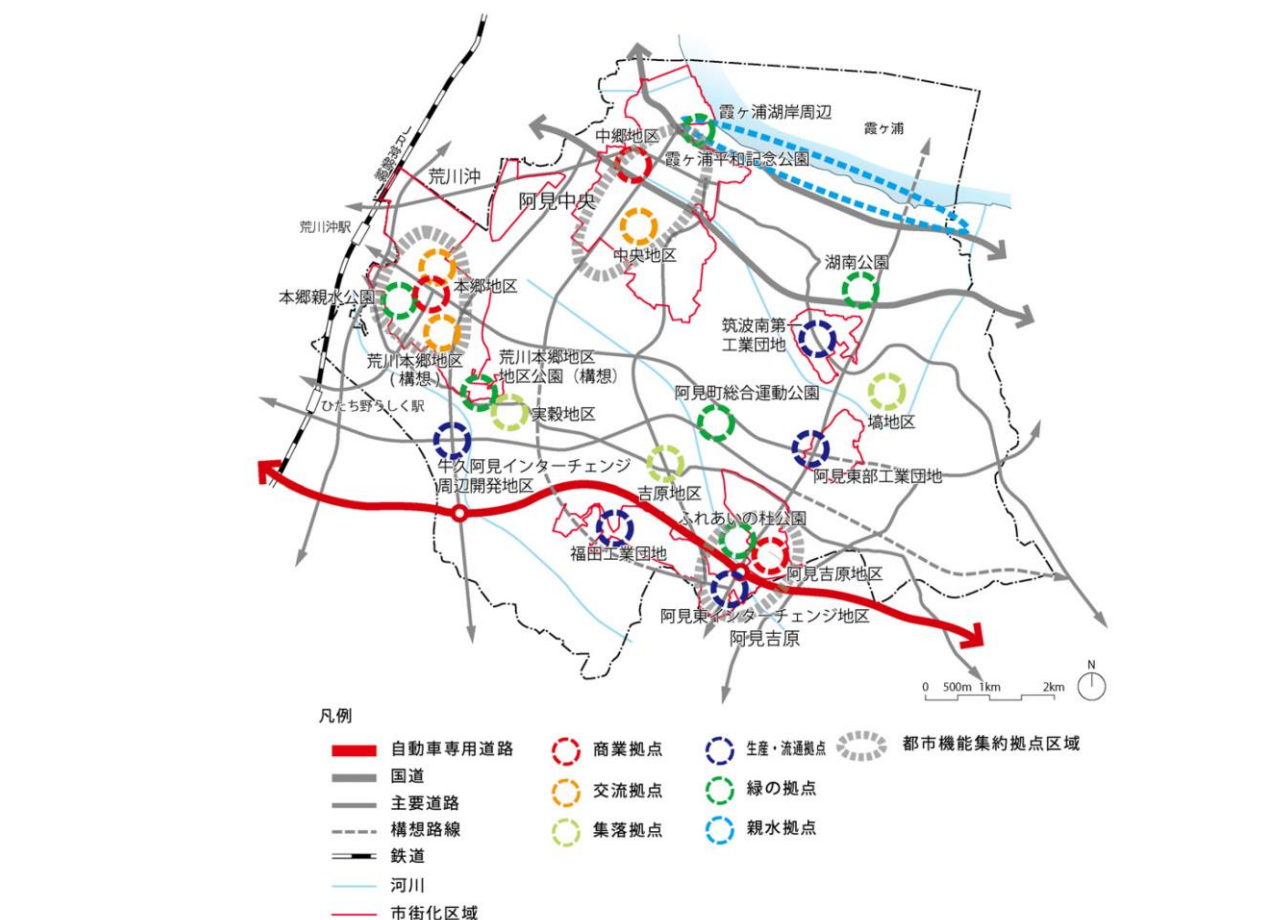 霞ヶ浦湖岸周辺
霞ヶ浦
中郷地区
霞ヶ浦平和記念公園
JR常磐線
荒川沖
阿見中央
荒川沖駅
中央地区
湖南公園
本郷地区
本郷親水公園
筑波南第一
工業団地
荒川本郷地区
(構想)
荒川本郷地区
地区公園(構想)
阿見町総合運動公園
ひたち野うしく駅
実穀地区
塙地区
牛久阿見インターチェンジ
周辺開発地区
阿見東部工業団地
吉原地区
ふれあいの杜公園
福田工業団地
阿見吉原地区
阿見東インターチェンジ地区
阿見吉原
N
0 500m 1km 2km
凡例
自動車専用道路
国道
主要道路
構想路線
鉄道
河川
市街化区域
商業拠点
交流拠点
集落拠点
生産・流通拠点
緑の拠点
親水拠点
都市機能集約拠点区域